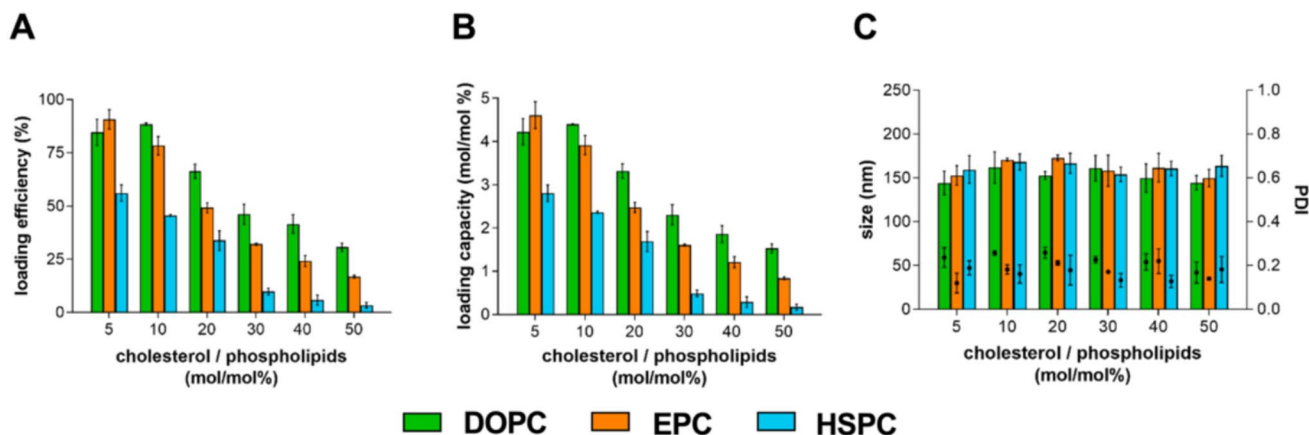 A
B
C
loading efficiency (%)
100
75
50
25
0
5 10 20 30 40 50
cholesterol / phospholipids
(mol/mol%)
loading capacity (mol/mol %)
5
4
3
2
1
0
5 10 20 30 40 50
cholesterol / phospholipids
(mol/mol%)
size (nm)
250
200
150
100
50
0
1.0
0.8
0.6
0.4
0.2
0.0
PDI
5 10 20 30 40 50
cholesterol / phospholipids
(mol/mol%)
DOPC EPC HSPC